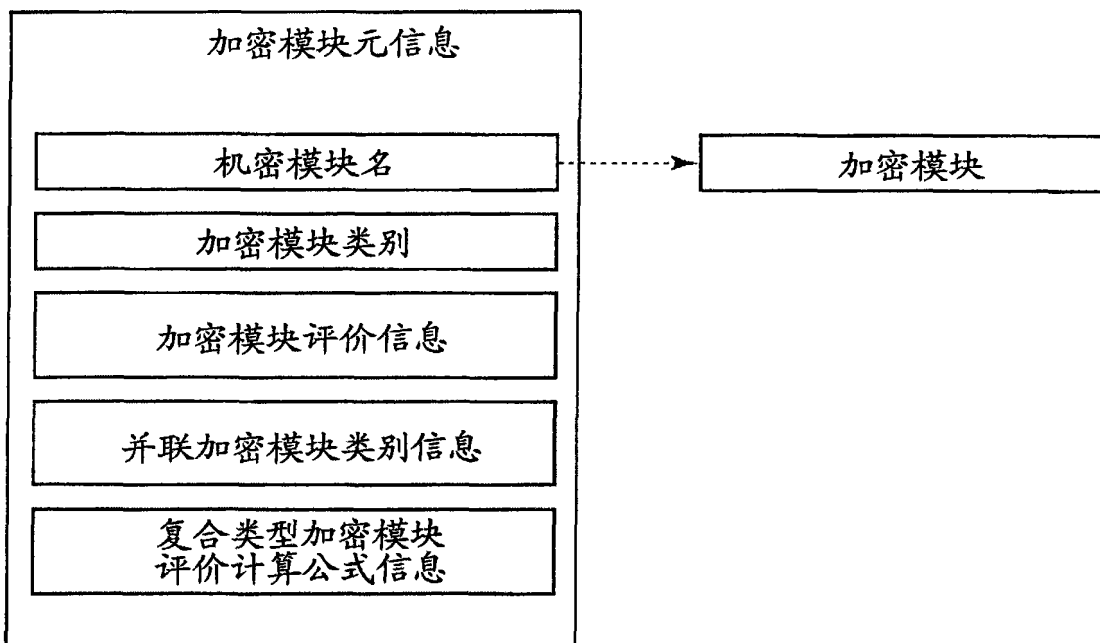 加密模块元信息
机密模块名
加密模块
加密模块类别
加密模块评价信息
并联加密模块类别信息
复合类型加密模块
评价计算公式信息